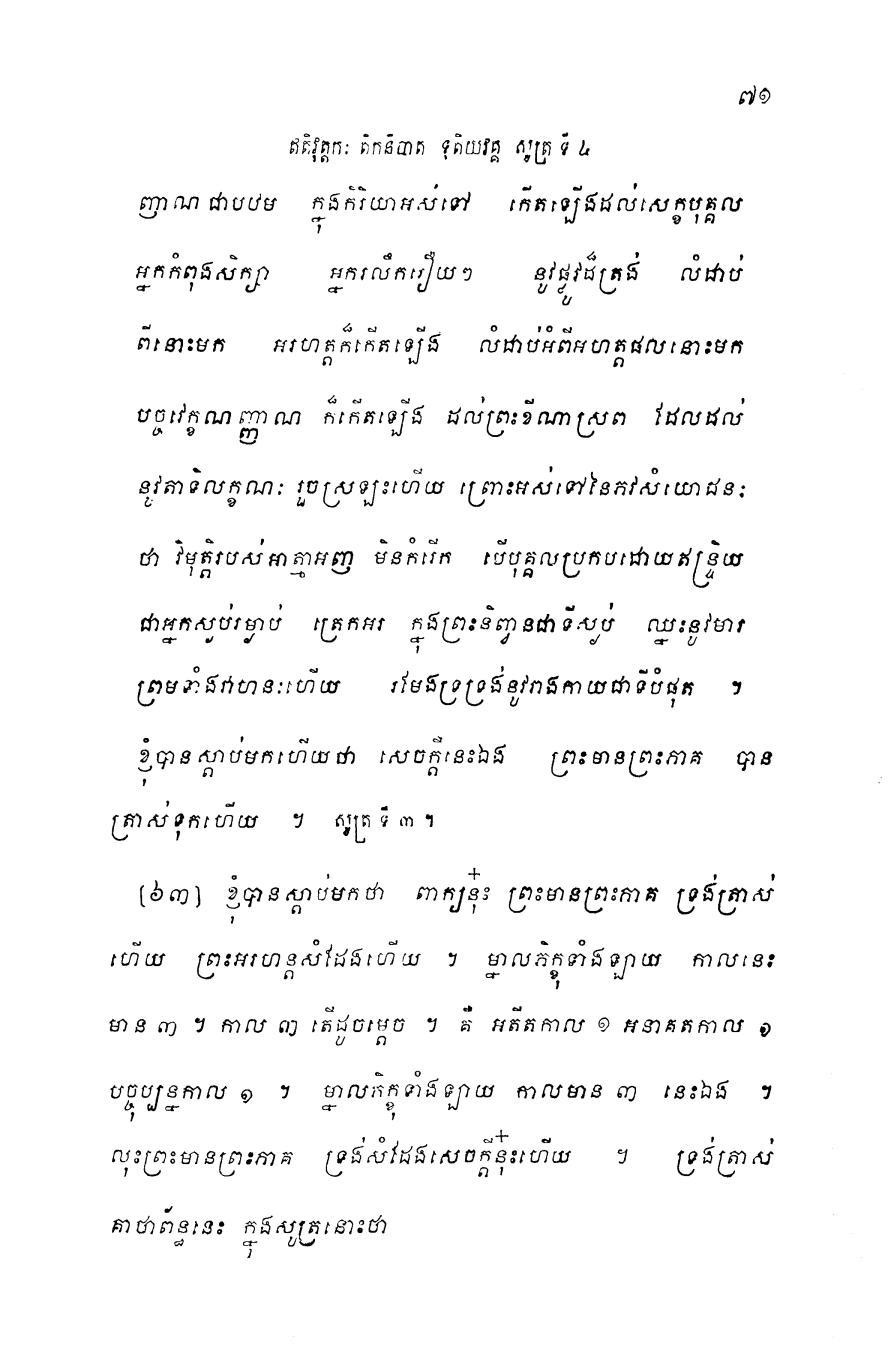 ៧១
ឥតិវុត្តកៈ តិកនិបាត ទុតិយវគ្គ សូត្រ ទី ៤
ញាណជាបឋម ក្នុងកិរិយាអស់ទៅ កើតឡើងដល់សេក្ខបុគ្គល
អ្នកកំពុងសិក្សា អ្នករលឹករឿយៗ នូវផ្លូវដ៏ត្រង់ លំដាប់
ពីនោះមក អរហត្តក៏កើតឡើង លំដាប់អំពីអហត្តផលនោះមក
បច្ចវេក្ខណញ្ញាណ ក៏កើតឡើង ដល់ព្រះខីណាស្រព ដែលដល់
នូវតាទិលក្ខណៈ រួចស្រឡះហើយ ព្រោះអស់ទៅនៃភវសំយោជនៈ
ថា វិមុត្តិរបស់អាត្មាអញ មិនកំរើក បើបុគ្គលប្រកបដោយឥន្ទ្រិយ
ជាអ្នកស្ងប់រម្ងាប់ ត្រេកអរ ក្នុងព្រះនិព្វានជាទីស្ងប់ ឈ្នះនូវមារ
ព្រមទាំងវាហនៈហើយ រមែងទ្រទ្រង់នូវរាងកាយជាទីបំផុត ។
ខ្ញុំបានស្តាប់មកហើយថា សេចក្តីនេះឯង ព្រះមានព្រះភាគ បាន
ត្រាស់ទុកហើយ ។ សូត្រ ទី ៣ ។
[៦៣] ខ្ញុំបានស្តាប់មកថា ពាក្យនុ៎ះ ព្រះមានព្រះភាគ ទ្រង់ត្រាស់
ហើយ ព្រះអរហន្តសំដែងហើយ ។ ម្នាលភិក្ខុទាំងឡាយ កាលនេះ
មាន ៣ ។ កាល ៣ តើដូចម្តេច ។ គឺ អតីតកាល ១ អនាគតកាល ១
បច្ចុប្បន្នកាល ១ ។ ម្នាលភិក្ខុទាំងឡាយ កាលមាន ៣ នេះឯង ។
លុះព្រះមានព្រះភាគ ទ្រង់សំដែងសេចក្តីនុ៎ះហើយ ។ ទ្រង់ត្រាស់
គាថាព័ន្ធនេះ ក្នុងសូត្រនោះថា